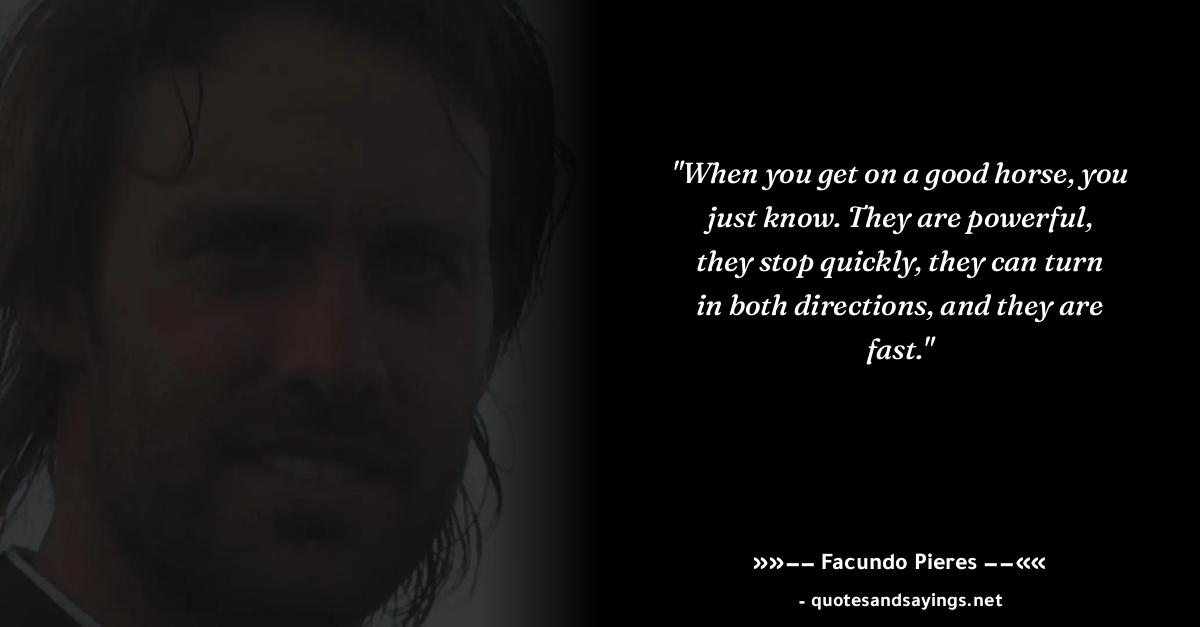 "When you get on a good horse, you
just know. They are powerful,
they stop quickly, they can turn
in both directions, and they are
fast."
»»–– Facundo Pieres ––««
- quotesandsayings.net